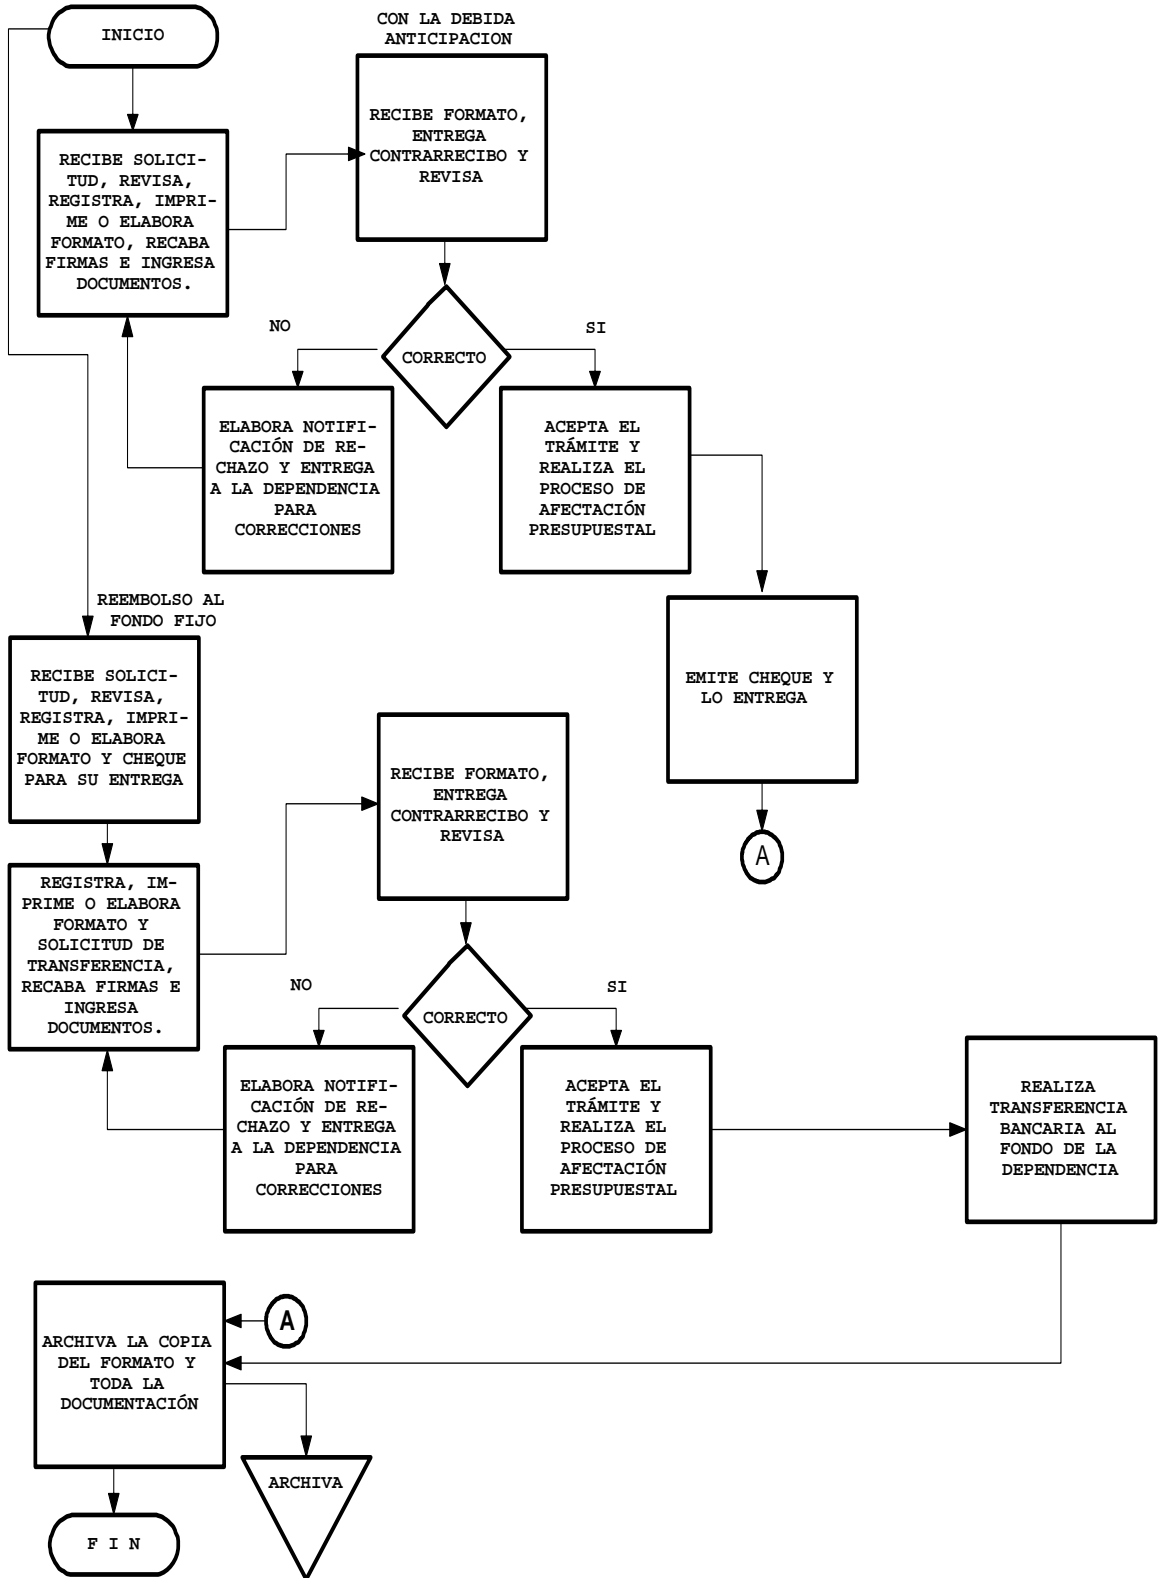 INICIO
CON LA DEBIDA
ANTICIPACION
RECIBE SOLICI-
TUD, REVISA,
REGISTRA, IMPRI-
ME O ELABORA
FORMATO, RECABA
FIRMAS E INGRESA
DOCUMENTOS.
RECIBE FORMATO,
ENTREGA
CONTRARRECIBO Y
REVISA
NO
CORRECTO
SI
ELABORA NOTIFI-
CACIÓN DE RE-
CHAZO Y ENTREGA
A LA DEPENDENCIA
PARA
CORRECCIONES
ACEPTA EL
TRÁMITE Y
REALIZA EL
PROCESO DE
AFECTACIÓN
PRESUPUESTAL
EMITE CHEQUE Y
LO ENTREGA
A
REEMBOLSO AL
FONDO FIJO
RECIBE SOLICI-
TUD, REVISA,
REGISTRA, IMPRI-
ME O ELABORA
FORMATO Y CHEQUE
PARA SU ENTREGA
REGISTRA, IM-
PRIME O ELABORA
FORMATO Y
SOLICITUD DE
TRANSFERENCIA,
RECABA FIRMAS E
INGRESA
DOCUMENTOS.
RECIBE FORMATO,
ENTREGA
CONTRARRECIBO Y
REVISA
NO
CORRECTO
SI
ELABORA NOTIFI-
CACIÓN DE RE-
CHAZO Y ENTREGA
A LA DEPENDENCIA
PARA
CORRECCIONES
ACEPTA EL
TRÁMITE Y
REALIZA EL
PROCESO DE
AFECTACIÓN
PRESUPUESTAL
REALIZA
TRANSFERENCIA
BANCARIA AL
FONDO DE LA
DEPENDENCIA
A
ARCHIVA LA COPIA
DEL FORMATO Y
TODA LA
DOCUMENTACIÓN
ARCHIVA
F I N